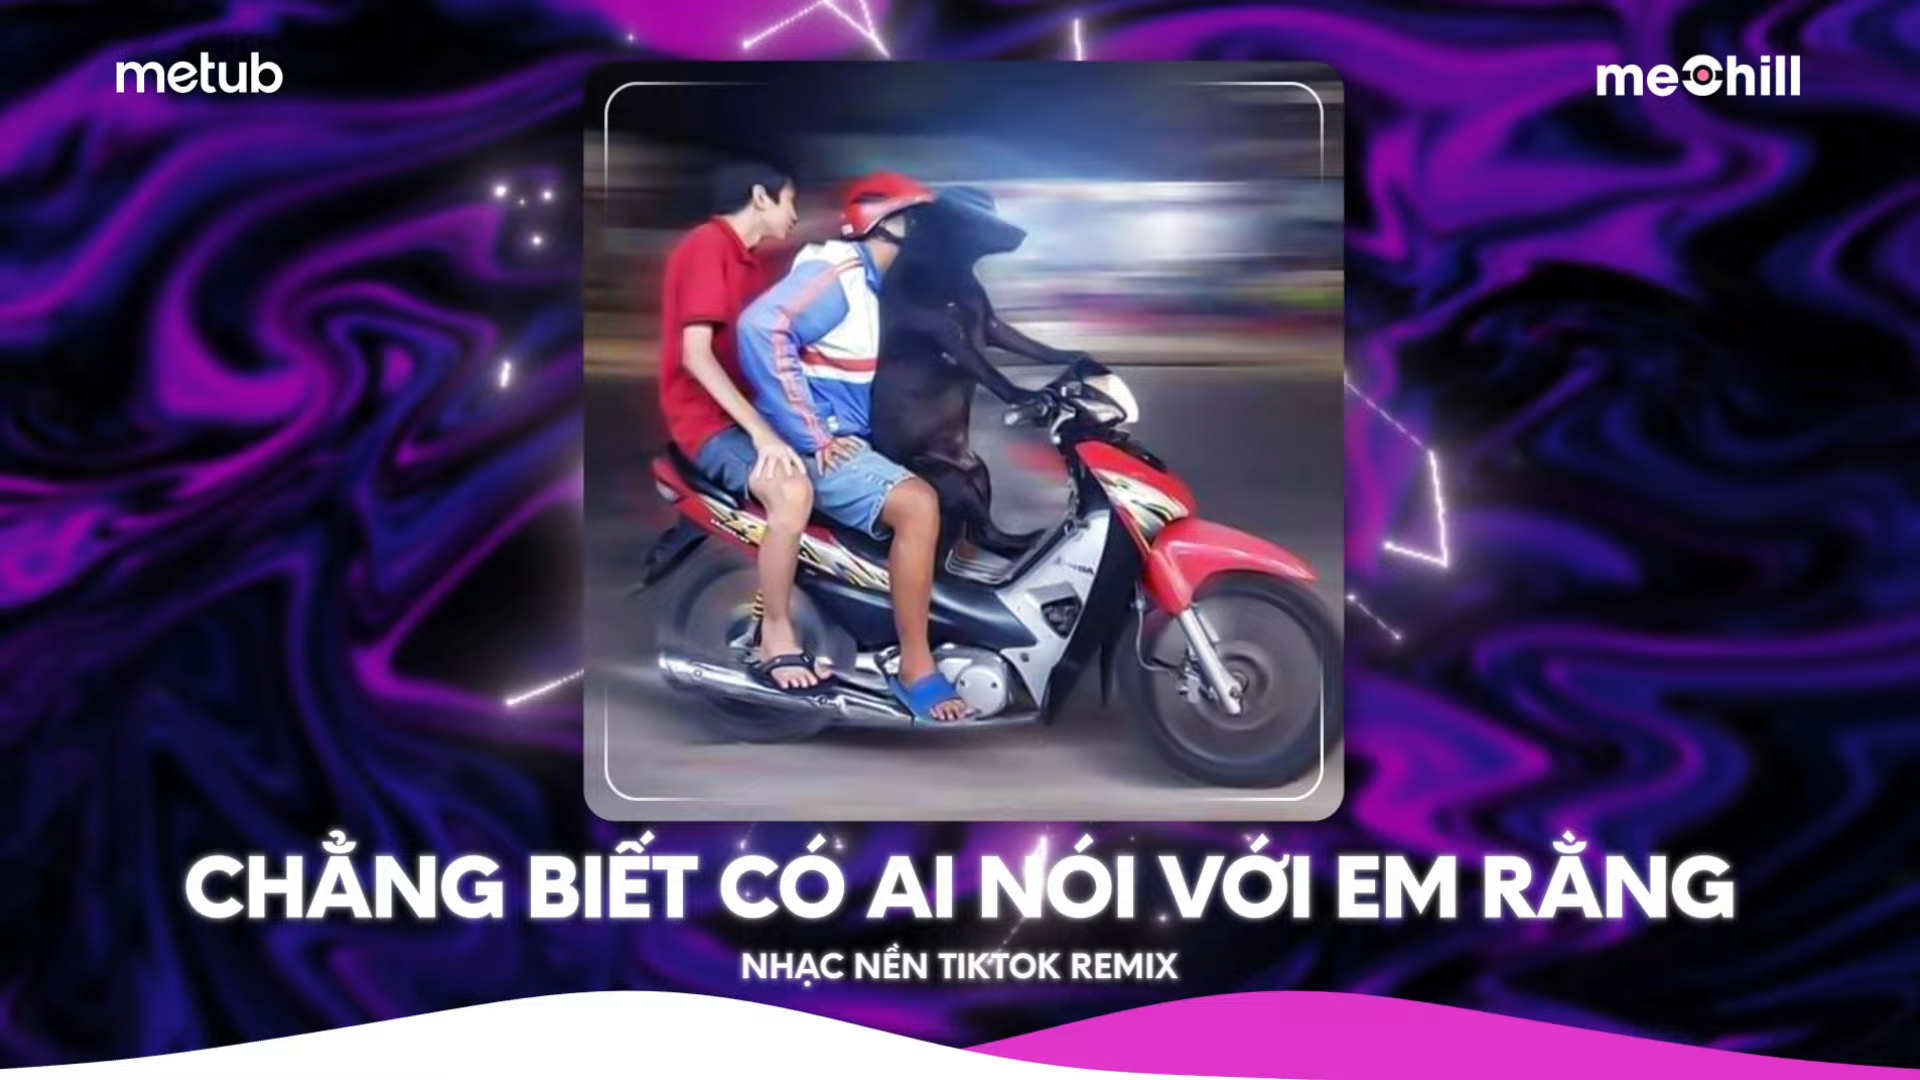 metub
meChill
CHẲNG BIẾT CÓ AI NÓI VỚI EM RẰNG
NHẠC NỀN TIKTOK REMIX